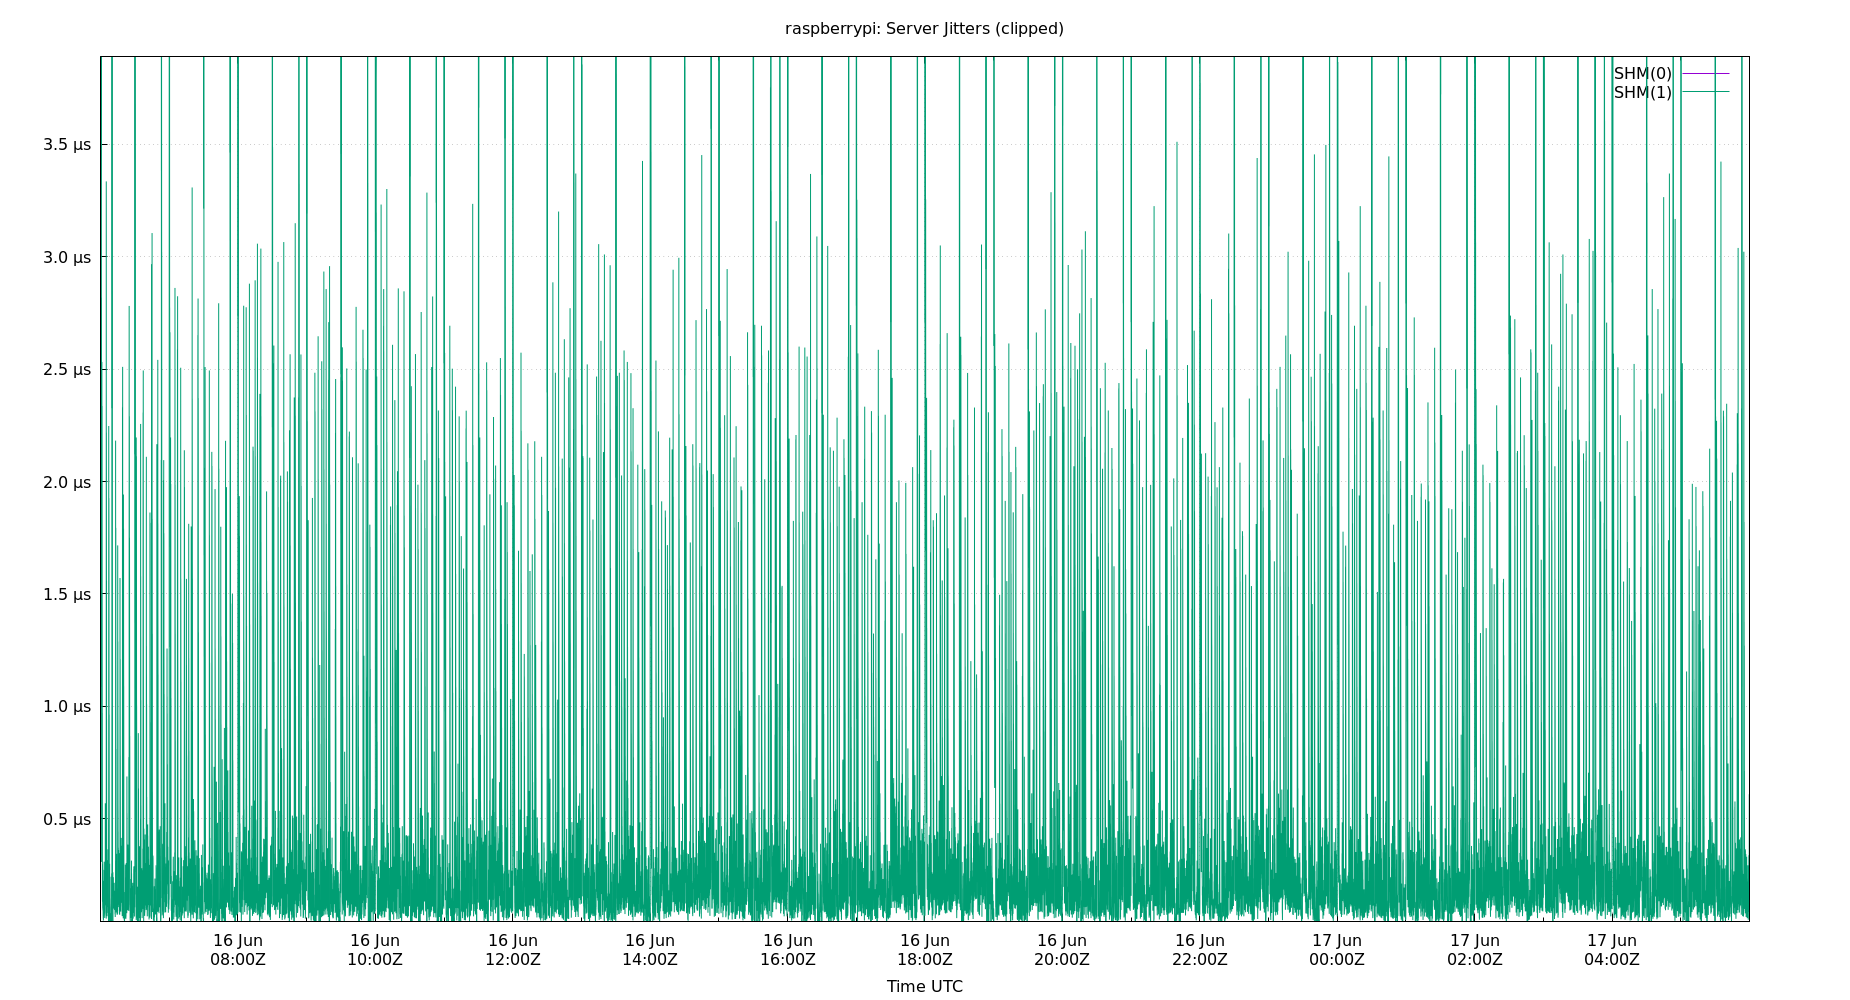 raspberrypi: Server Jitters (clipped)
SHM(0)
SHM(1)
3.5 µs
3.0 µs
2.5 µs
2.0 µs
1.5 µs
1.0 µs
0.5 µs
16 Jun 16 Jun 16 Jun 16 Jun 16 Jun 16 Jun 16 Jun 16 Jun 17 Jun 17 Jun 17 Jun
08:00Z 10:00Z 12:00Z 14:00Z 16:00Z 18:00Z 20:00Z 22:00Z 00:00Z 02:00Z 04:00Z
Time UTC